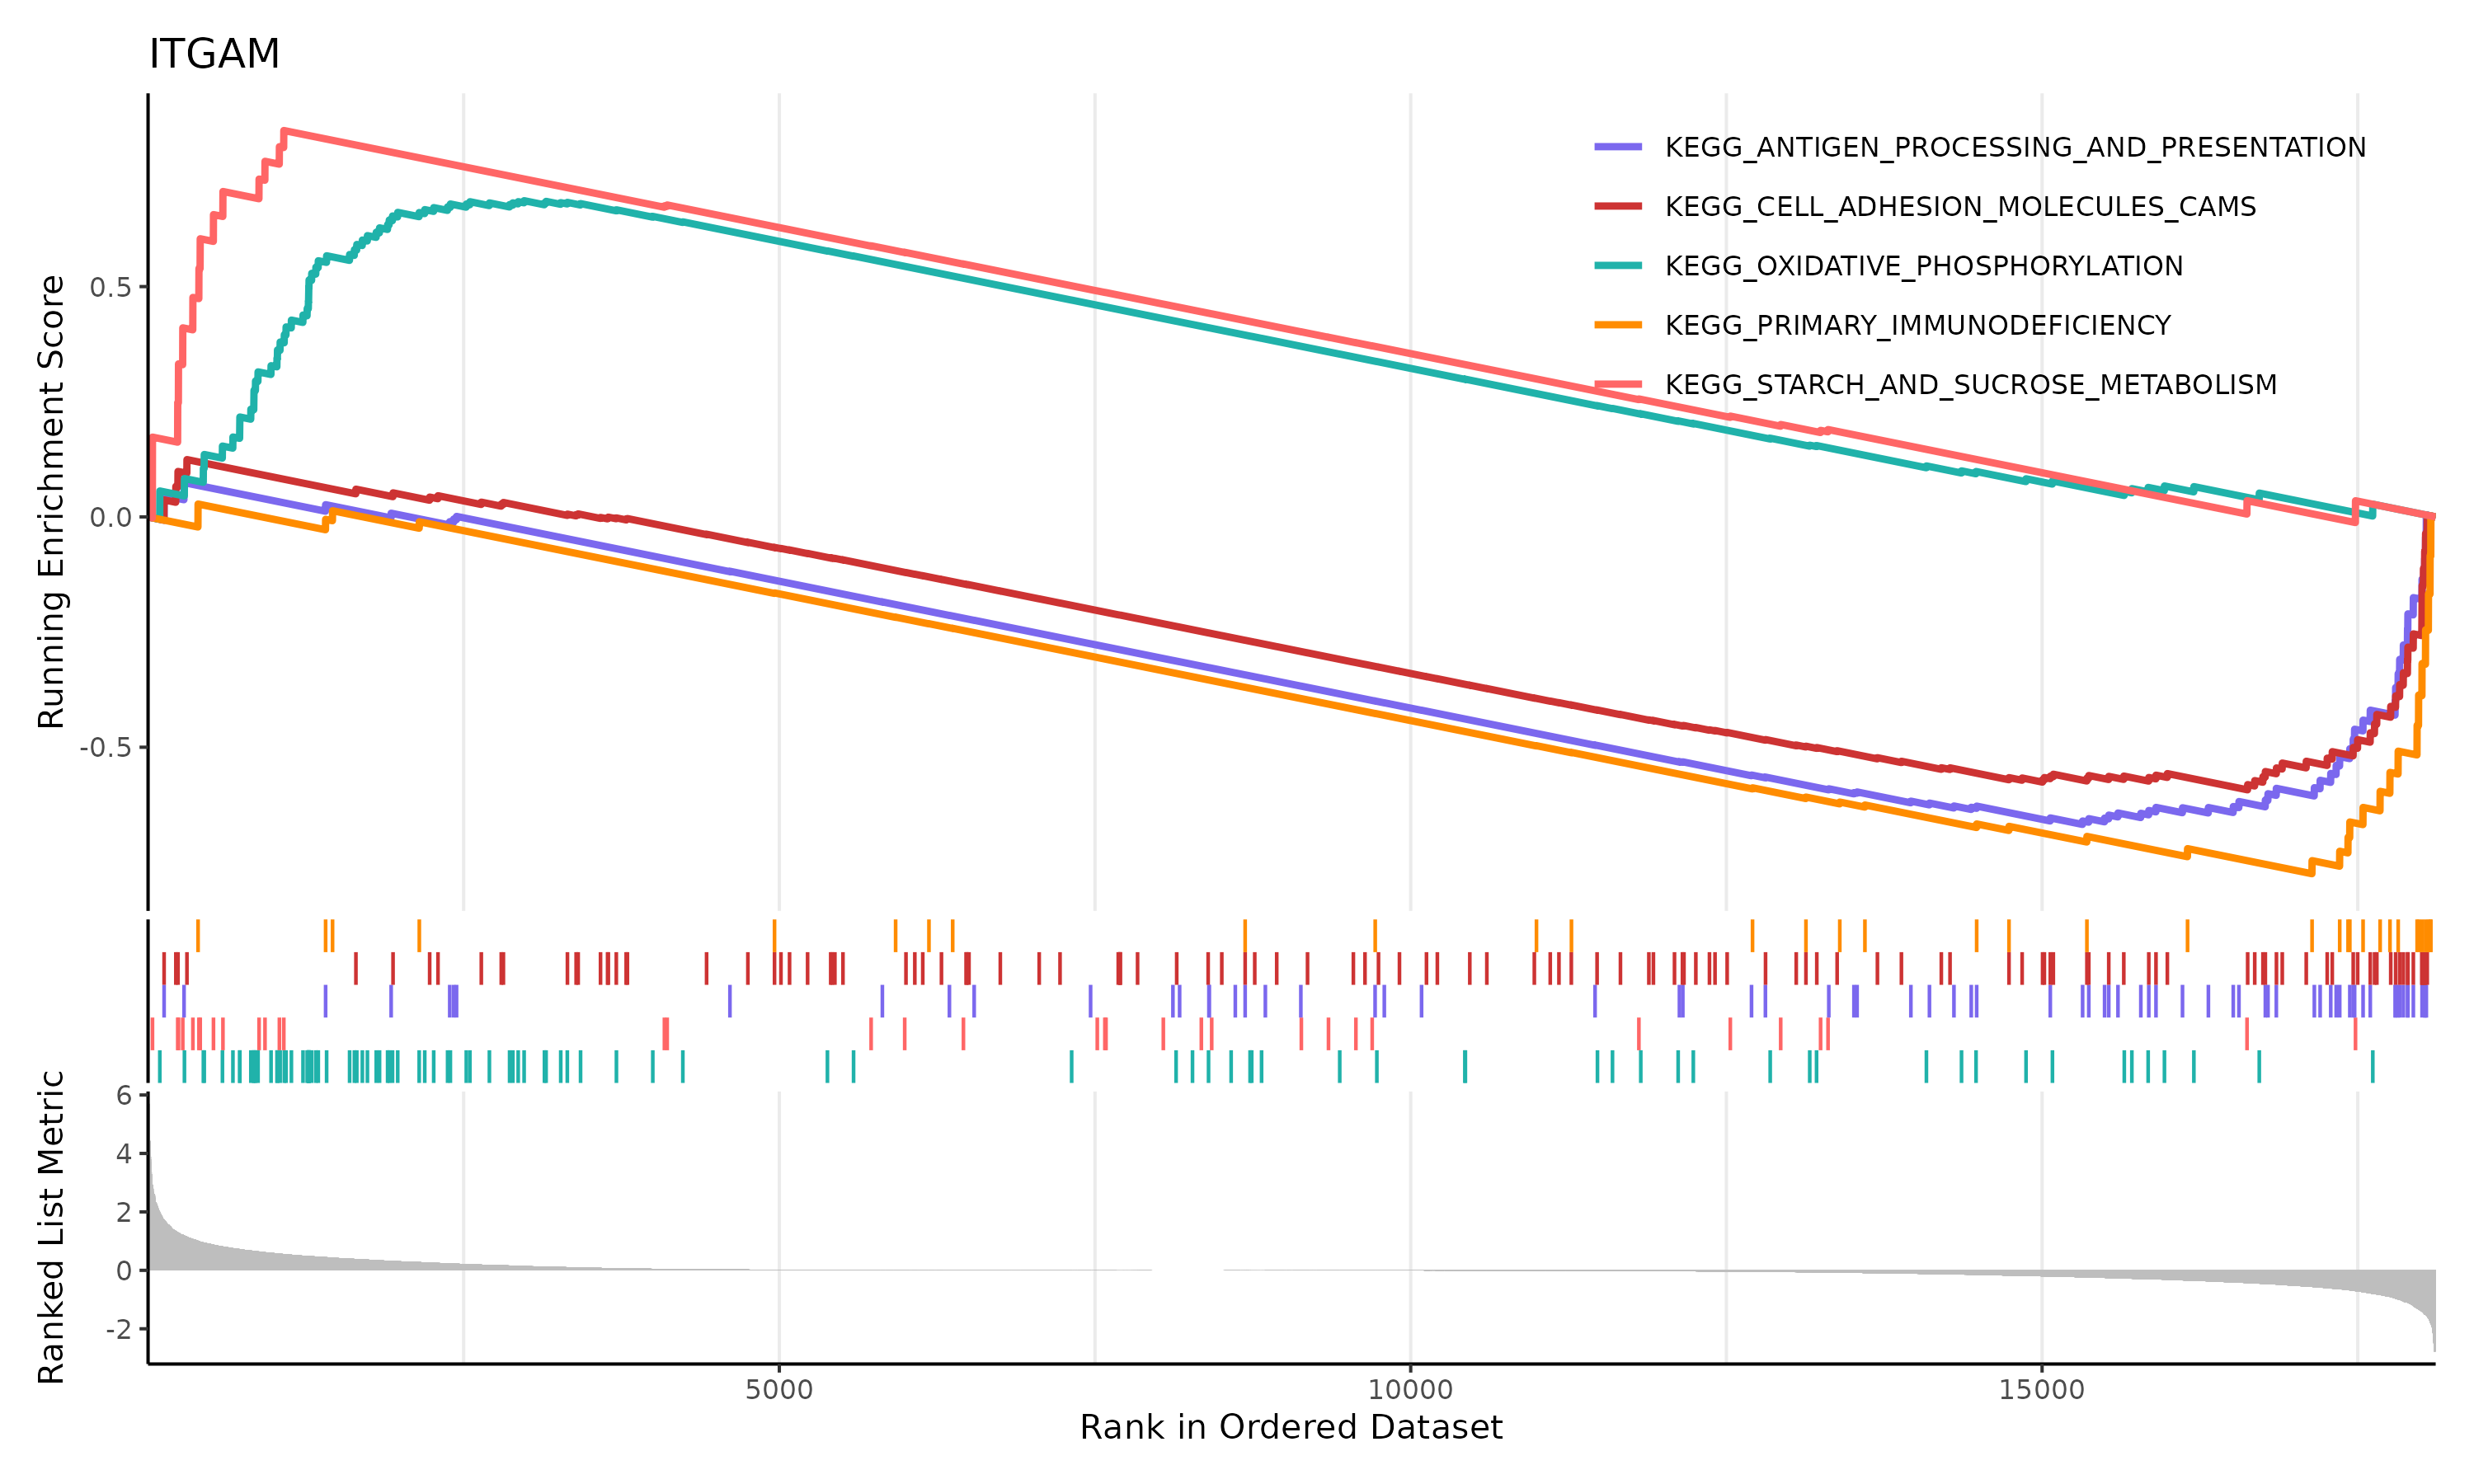 ITGAM
Running Enrichment Score
0.5
0.0
-0.5
KEGG_ANTIGEN_PROCESSING_AND_PRESENTATION
KEGG_CELL_ADHESION_MOLECULES_CAMS
KEGG_OXIDATIVE_PHOSPHORYLATION
KEGG_PRIMARY_IMMUNODEFICIENCY
KEGG_STARCH_AND_SUCROSE_METABOLISM
Ranked List Metric
6
4
2
0
-2
5000
10000
15000
Rank in Ordered Dataset